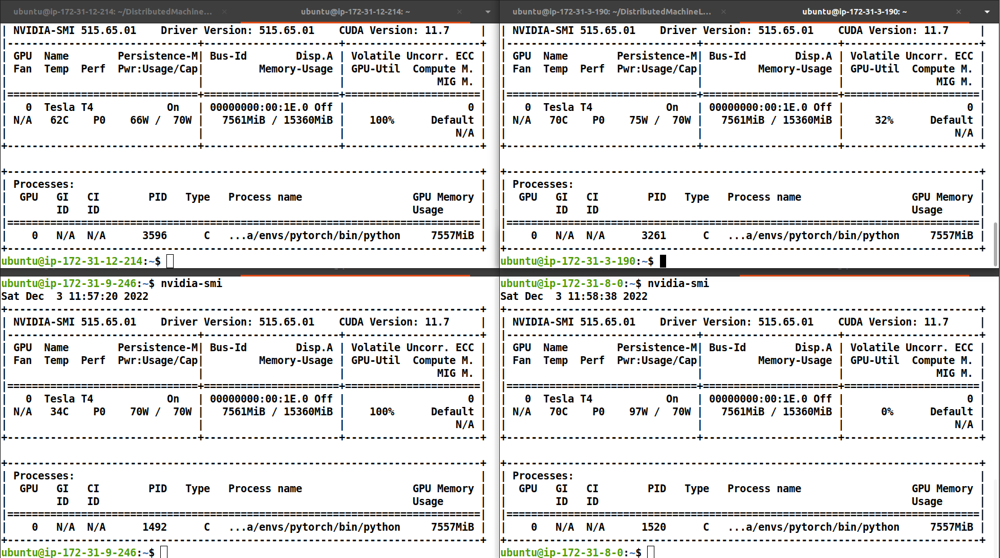 ubuntu@ip-172-31-12-214: ~/DistributedMachine... × ubuntu@ip-172-31-12-214: ~ ×
| NVIDIA-SMI 515.65.01    Driver Version: 515.65.01    CUDA Version: 11.7     |
|-------------------------------+----------------------+----------------------+
| GPU  Name        Persistence-M| Bus-Id        Disp.A | Volatile Uncorr. ECC |
| Fan  Temp  Perf  Pwr:Usage/Cap|         Memory-Usage | GPU-Util  Compute M. |
|                               |                      |               MIG M. |
|===============================+======================+======================|
|   0  Tesla T4            On   | 00000000:00:1E.0 Off |                    0 |
| N/A   62C    P0    66W /  70W |   7561MiB / 15360MiB |    100%      Default |
|                               |                      |                  N/A |
+-------------------------------+----------------------+----------------------+
+-----------------------------------------------------------------------------+
| Processes:                                                                  |
|  GPU   GI   CI        PID   Type   Process name                  GPU Memory |
|        ID   ID                                                   Usage      |
|=============================================================================|
|    0   N/A  N/A      3596      C   ...a/envs/pytorch/bin/python     7557MiB |
+-----------------------------------------------------------------------------+
ubuntu@ip-172-31-12-214:~$
ubuntu@ip-172-31-3-190: ~/DistributedMachineL... × ubuntu@ip-172-31-3-190: ~ ×
| NVIDIA-SMI 515.65.01    Driver Version: 515.65.01    CUDA Version: 11.7     |
|-------------------------------+----------------------+----------------------+
| GPU  Name        Persistence-M| Bus-Id        Disp.A | Volatile Uncorr. ECC |
| Fan  Temp  Perf  Pwr:Usage/Cap|         Memory-Usage | GPU-Util  Compute M. |
|                               |                      |               MIG M. |
|===============================+======================+======================|
|   0  Tesla T4            On   | 00000000:00:1E.0 Off |                    0 |
| N/A   70C    P0    75W /  70W |   7561MiB / 15360MiB |     32%      Default |
|                               |                      |                  N/A |
+-------------------------------+----------------------+----------------------+
+-----------------------------------------------------------------------------+
| Processes:                                                                  |
|  GPU   GI   CI        PID   Type   Process name                  GPU Memory |
|        ID   ID                                                   Usage      |
|=============================================================================|
|    0   N/A  N/A      3261      C   ...a/envs/pytorch/bin/python     7557MiB |
+-----------------------------------------------------------------------------+
ubuntu@ip-172-31-3-190:~$
ubuntu@ip-172-31-9-246:~$ nvidia-smi
Sat Dec  3 11:57:20 2022
+-----------------------------------------------------------------------------+
| NVIDIA-SMI 515.65.01    Driver Version: 515.65.01    CUDA Version: 11.7     |
|-------------------------------+----------------------+----------------------+
| GPU  Name        Persistence-M| Bus-Id        Disp.A | Volatile Uncorr. ECC |
| Fan  Temp  Perf  Pwr:Usage/Cap|         Memory-Usage | GPU-Util  Compute M. |
|                               |                      |               MIG M. |
|===============================+======================+======================|
|   0  Tesla T4            On   | 00000000:00:1E.0 Off |                    0 |
| N/A   34C    P0    70W /  70W |   7561MiB / 15360MiB |    100%      Default |
|                               |                      |                  N/A |
+-------------------------------+----------------------+----------------------+
+-----------------------------------------------------------------------------+
| Processes:                                                                  |
|  GPU   GI   CI        PID   Type   Process name                  GPU Memory |
|        ID   ID                                                   Usage      |
|=============================================================================|
|    0   N/A  N/A      1492      C   ...a/envs/pytorch/bin/python     7557MiB |
+-----------------------------------------------------------------------------+
ubuntu@ip-172-31-9-246:~$
ubuntu@ip-172-31-8-0:~$ nvidia-smi
Sat Dec  3 11:58:38 2022
+-----------------------------------------------------------------------------+
| NVIDIA-SMI 515.65.01    Driver Version: 515.65.01    CUDA Version: 11.7     |
|-------------------------------+----------------------+----------------------+
| GPU  Name        Persistence-M| Bus-Id        Disp.A | Volatile Uncorr. ECC |
| Fan  Temp  Perf  Pwr:Usage/Cap|         Memory-Usage | GPU-Util  Compute M. |
|                               |                      |               MIG M. |
|===============================+======================+======================|
|   0  Tesla T4            On   | 00000000:00:1E.0 Off |                    0 |
| N/A   70C    P0    97W /  70W |   7561MiB / 15360MiB |      0%      Default |
|                               |                      |                  N/A |
+-------------------------------+----------------------+----------------------+
+-----------------------------------------------------------------------------+
| Processes:                                                                  |
|  GPU   GI   CI        PID   Type   Process name                  GPU Memory |
|        ID   ID                                                   Usage      |
|=============================================================================|
|    0   N/A  N/A      1520      C   ...a/envs/pytorch/bin/python     7557MiB |
+-----------------------------------------------------------------------------+
ubuntu@ip-172-31-8-0:~$